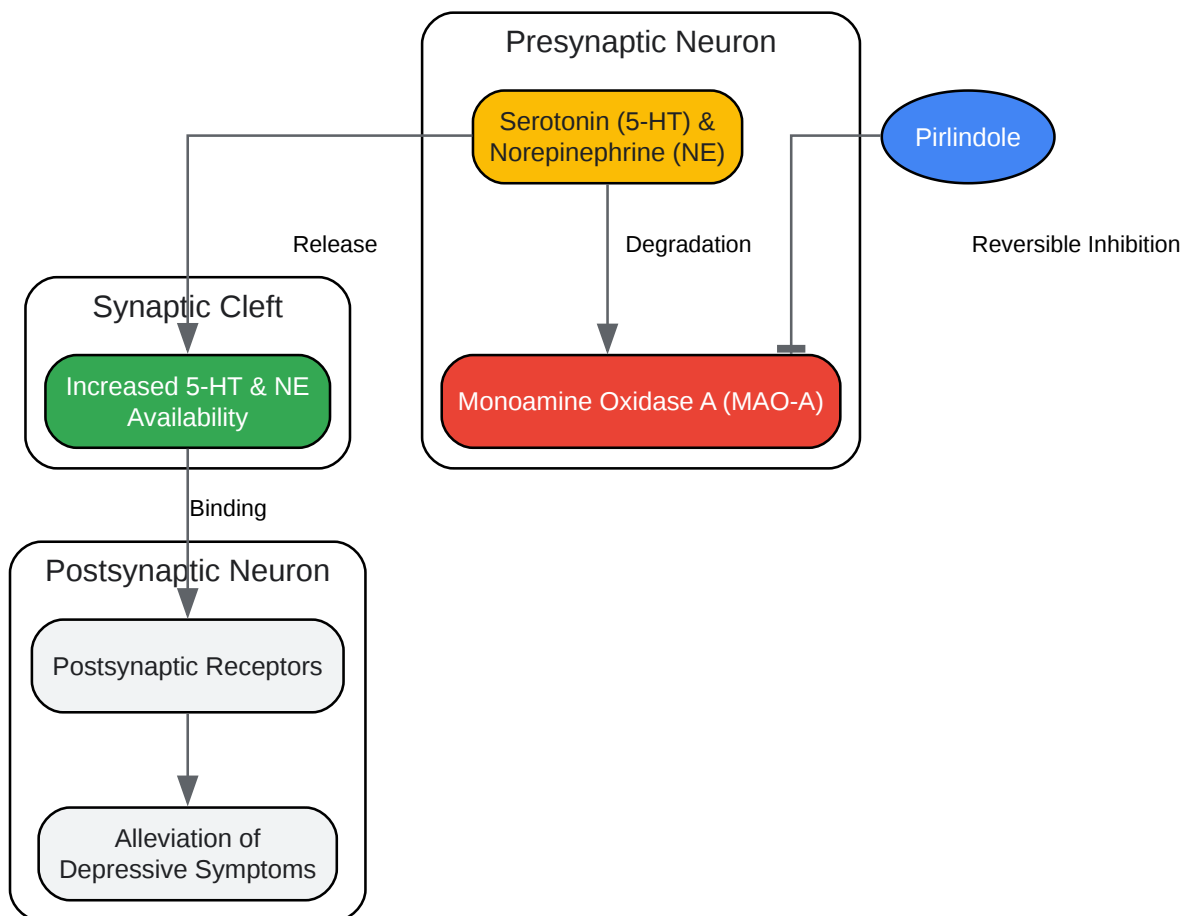 Presynaptic Neuron
Serotonin (5-HT) &
Norepinephrine (NE)
Pirlindole
Release
Degradation
Reversible Inhibition
Synaptic Cleft
Increased 5-HT & NE
Availability
Monoamine Oxidase A (MAO-A)
Binding
Postsynaptic Neuron
Postsynaptic Receptors
Alleviation of
Depressive Symptoms